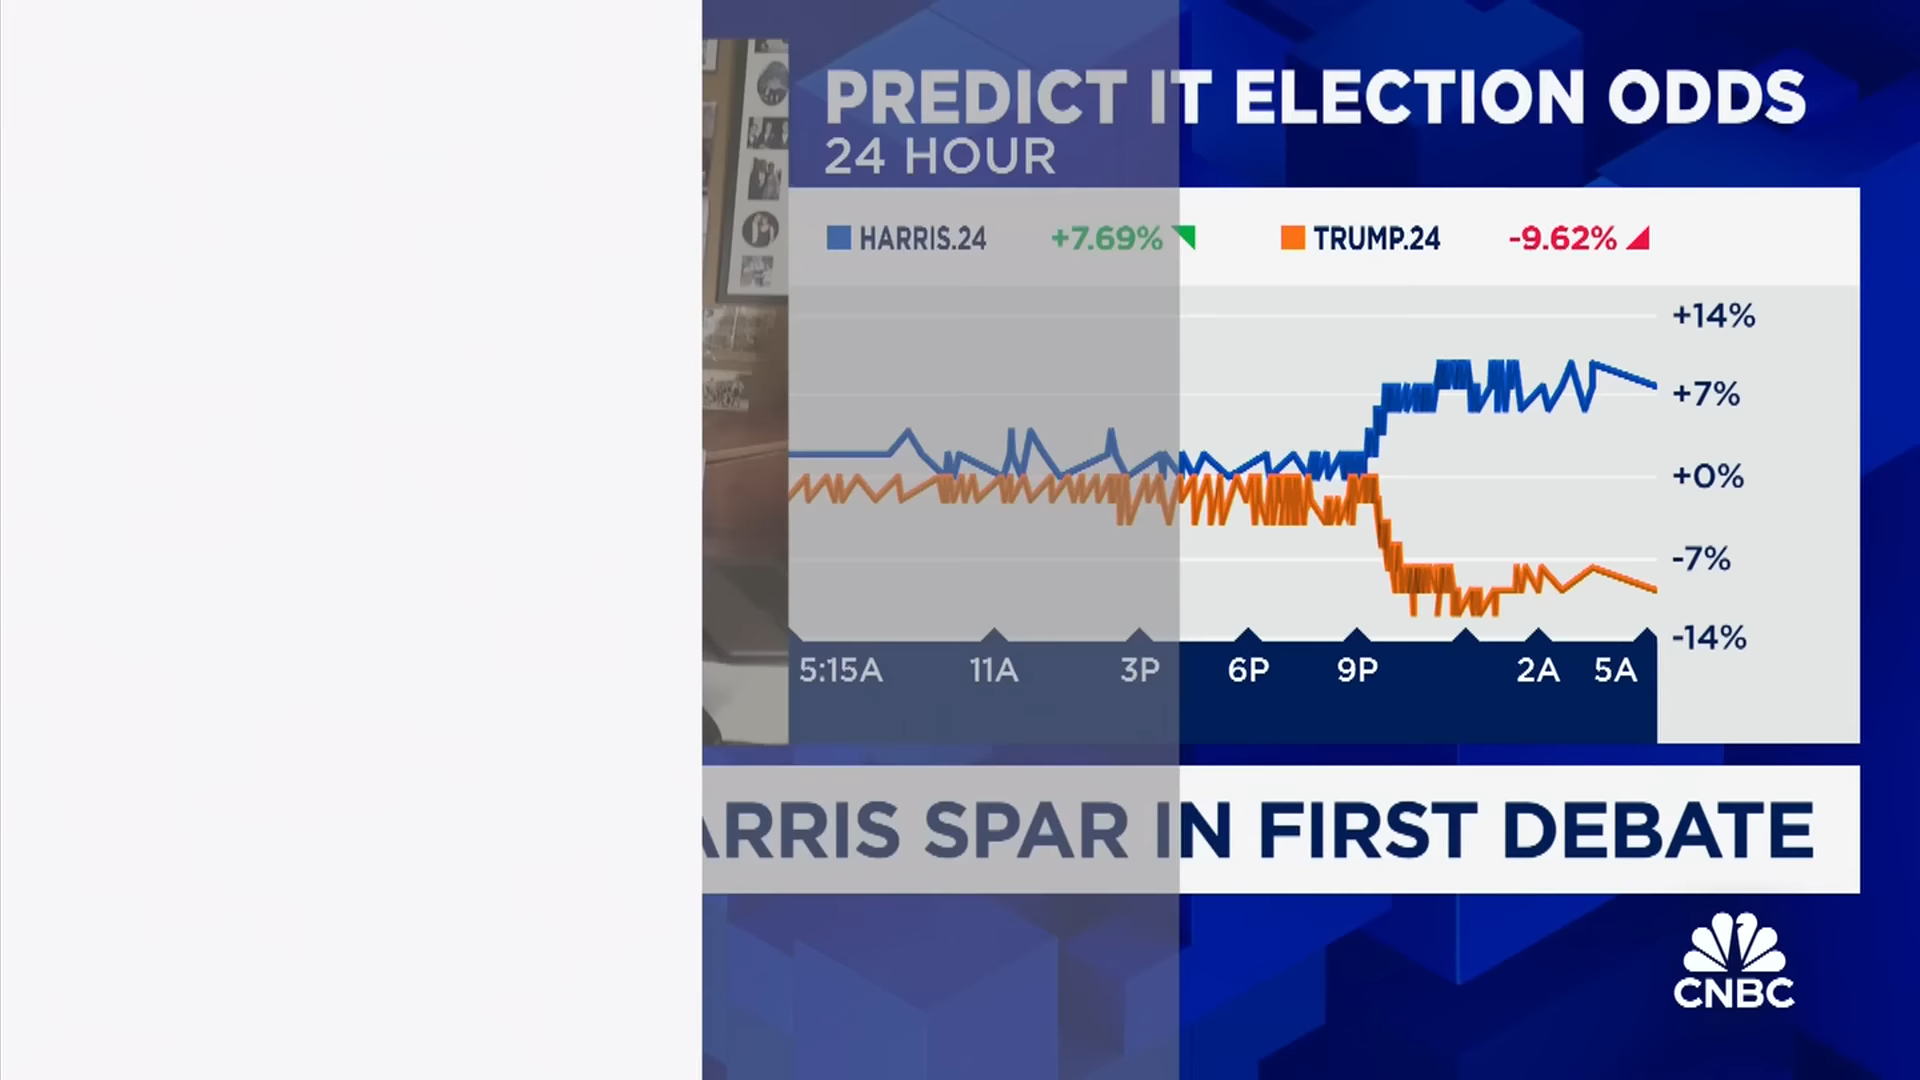 PREDICT IT ELECTION ODDS
24 HOUR
HARRIS.24 +7.69% TRUMP.24 -9.62%
+14%
+7%
+0%
-7%
-14%
5:15A 11A 3P 6P 9P 2A 5A
ARRIS SPAR IN FIRST DEBATE
CNBC